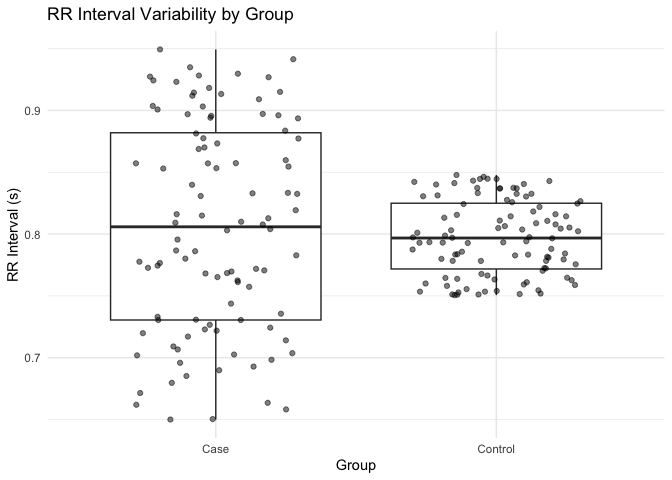 RR Interval Variability by Group
RR Interval (s)
0.9
0.8
0.7
Case
Control
Group